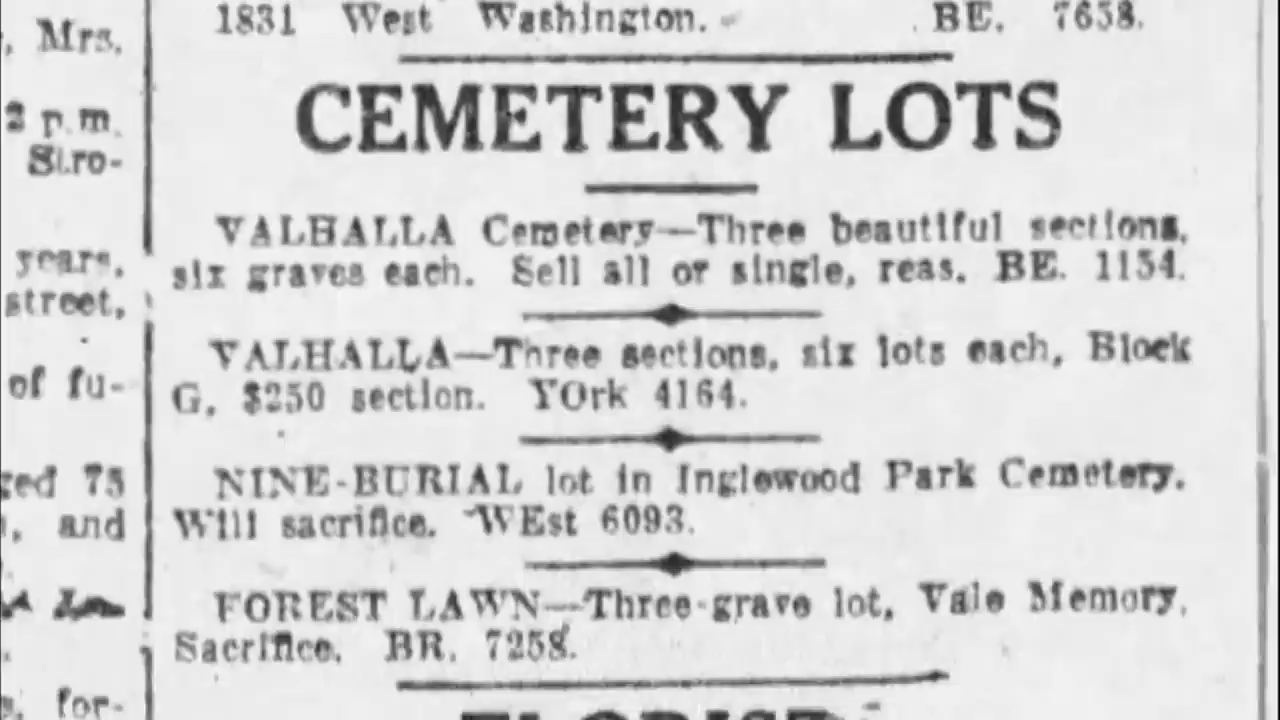 , Mrs.
2 p.m.
Stro-
years,
street,
of fu-
75
, and
for-
1831 West Washington. BE. 7658.
CEMETERY LOTS
VALHALLA Cemetery—Three beautiful sections,
six graves each. Sell all or single, reas. BE. 1154.
VALHALLA—Three sections, six lots each, Block
G, $250 section. YOrk 4164.
NINE-BURIAL lot in Inglewood Park Cemetery.
Will sacrifice. WEst 6093.
FOREST LAWN—Three-grave lot, Vale Memory.
Sacrifice. BR. 7258.